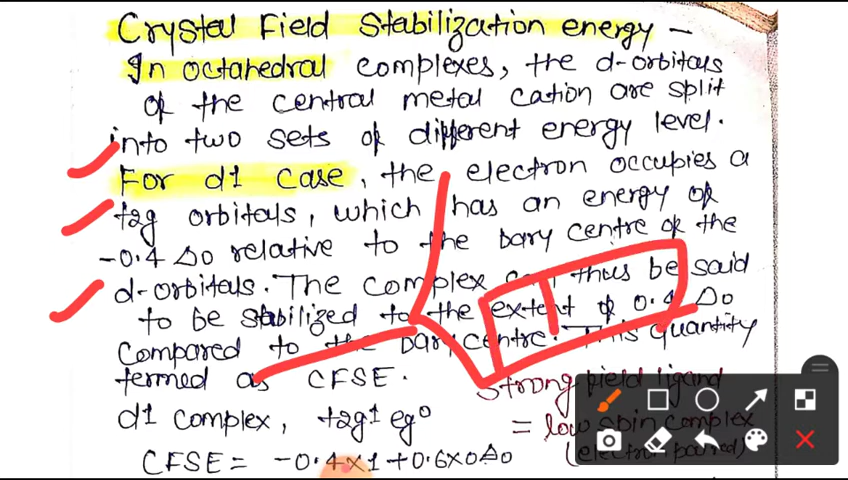 Crystal Field Stabilization energy -
In octahedral complexes, the d-orbitals
of the central metal cation are split
into two sets of different energy level.
For d1 case, the electron occupies a
t2g orbitals, which has an energy of
-0.4 Δo relative to the bary centre of the
d-orbitals. The Complex can thus be said
to be stabilized to the extent of 0.4 Δo
Compared to the bary centre. This quantity
termed as CFSE.
Strong field ligand
d1 complex, t2g¹ eg⁰
= low spin complex
(electron paired)
CFSE = -0.4×1+0.6×0Δo